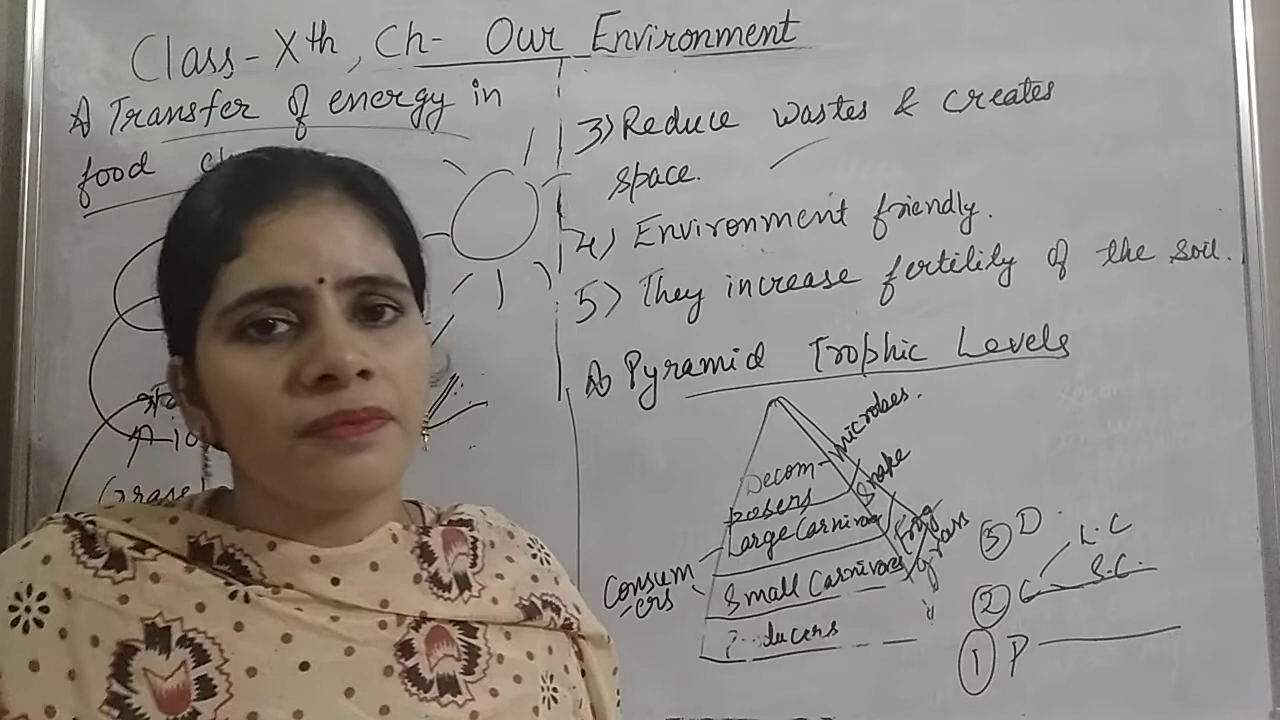 Class-Xth, Ch- Our Environment
A) Transfer of energy in
food
3) Reduce wastes & creates
space.
4) Environment friendly.
5) They increase fertility of the soil.
A) Pyramid Trophic Levels
Decom-
posers
microbes.
Large Carnivores
Snake
Small Carnivores
Frog
Consum
-ers
ducers
3 D.
2 C
L.C
S.C.
1 P